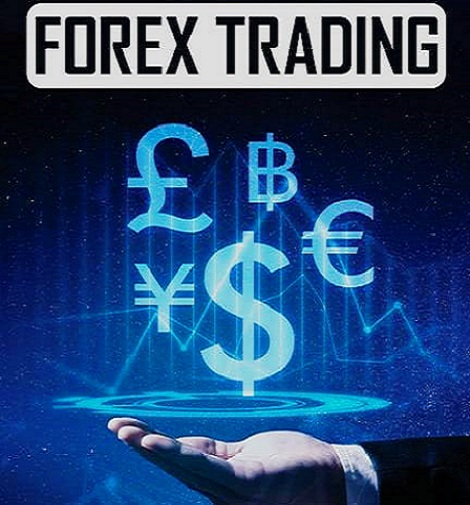 FOREX TRADING
£ ฿
€
¥ $